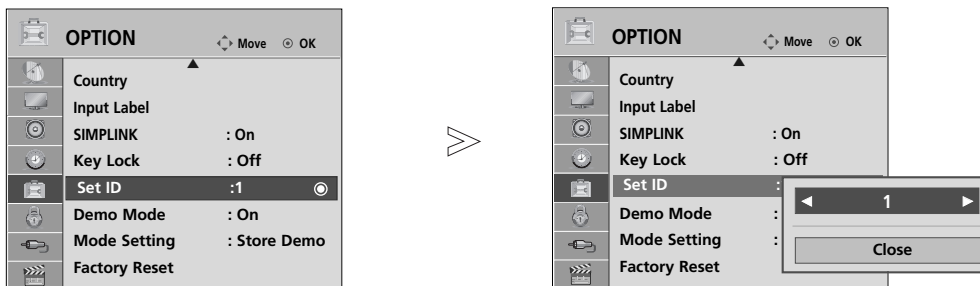 OPTION
Move
OK
Country
Input Label
SIMPLINK : On
Key Lock : Off
Set ID :1
Demo Mode : On
Mode Setting : Store Demo
Factory Reset
OPTION
Move
OK
Country
Input Label
SIMPLINK : On
Key Lock : Off
Set ID :
1
Demo Mode :
Mode Setting :
Close
Factory Reset